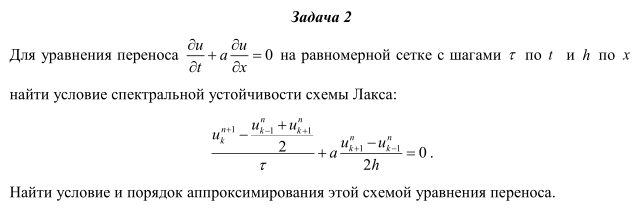 Задача 2
Для уравнения переноса ∂u/∂t + a ∂u/∂x = 0 на равномерной сетке с шагами τ по t и h по x
найти условие спектральной устойчивости схемы Лакса:
(u_k^{n+1} − (u_{k−1}^n + u_{k+1}^n)/2)/τ + a (u_{k+1}^n − u_{k−1}^n)/(2h) = 0 .
Найти условие и порядок аппроксимирования этой схемой уравнения переноса.